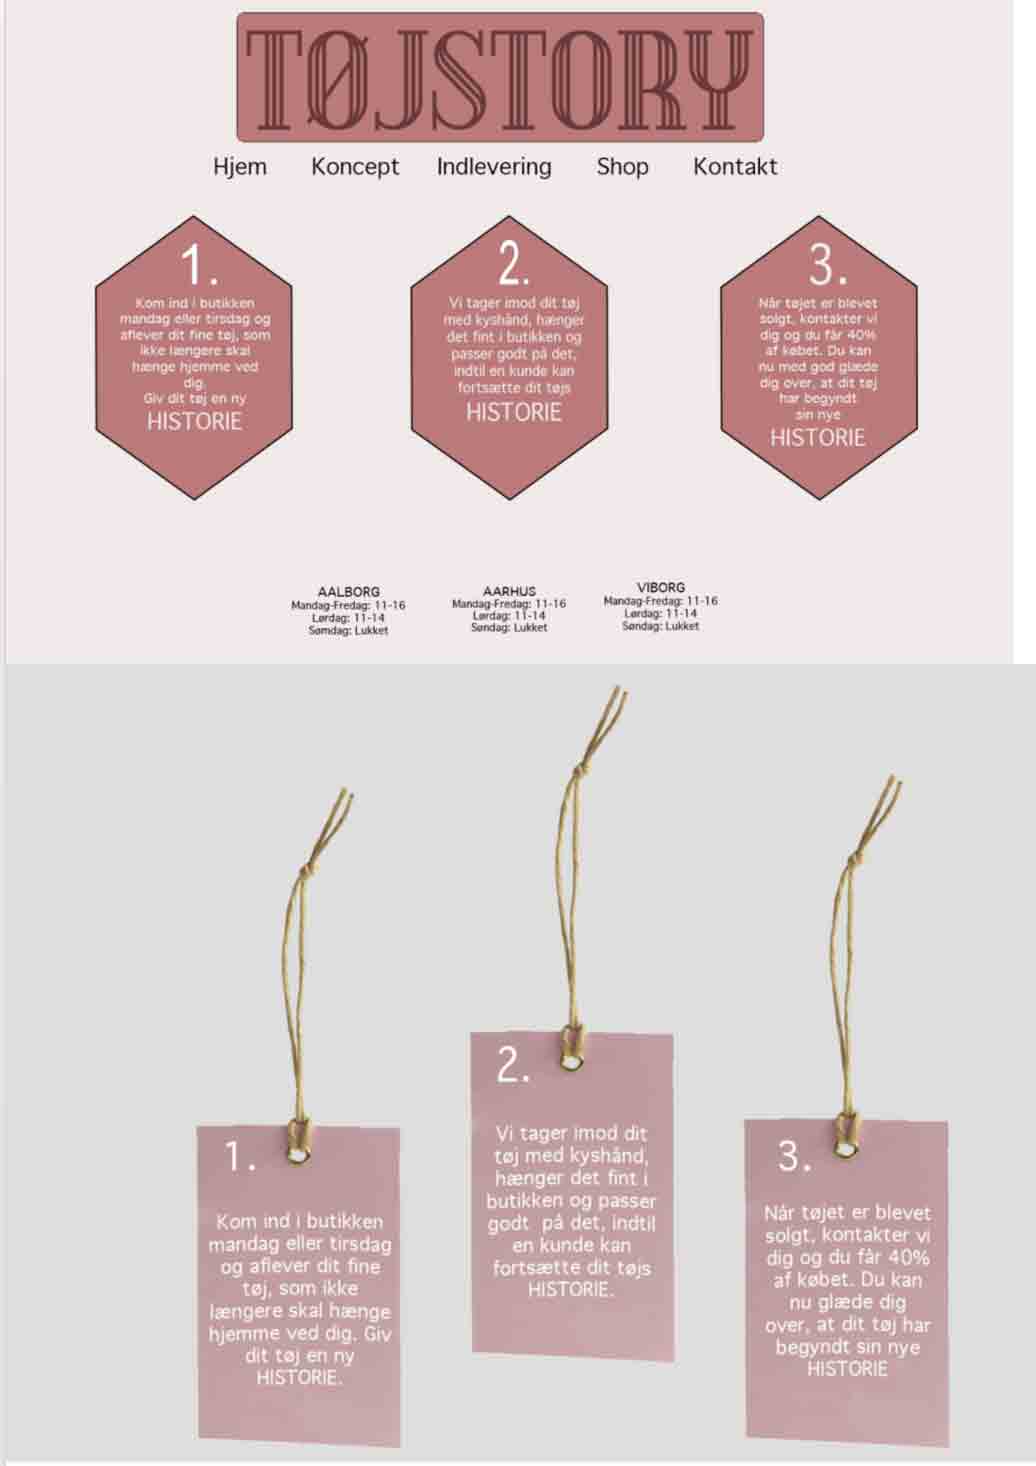 TØJSTORY
Hjem Koncept Indlevering Shop Kontakt
1.
Kom ind i butikken
mandag eller tirsdag og
aflever dit fine tøj, som
ikke længere skal
hænge hjemme ved
dig.
Giv dit tøj en ny
HISTORIE
2.
Vi tager imod dit tøj
med kyshånd, hænger
det fint i butikken og
passer godt på det,
indtil en kunde kan
fortsætte dit tøjs
HISTORIE
3.
Når tøjet er blevet
solgt, kontakter vi
dig og du får 40%
af købet. Du kan
nu med god glæde
dig over, at dit tøj
har begyndt
sin nye
HISTORIE
AALBORG
Mandag-Fredag: 11-16
Lørdag: 11-14
Sømdag: Lukket
AARHUS
Mandag-Fredag: 11-16
Lørdag: 11-14
Søndag: Lukket
VIBORG
Mandag-Fredag: 11-16
Lørdag: 11-14
Søndag: Lukket
1.
Kom ind i butikken
mandag eller tirsdag
og aflever dit fine
tøj, som ikke
længere skal hænge
hjemme ved dig. Giv
dit tøj en ny
HISTORIE.
2.
Vi tager imod dit
tøj med kyshånd,
hænger det fint i
butikken og passer
godt på det, indtil
en kunde kan
fortsætte dit tøjs
HISTORIE.
3.
Når tøjet er blevet
solgt, kontakter vi
dig og du får 40%
af købet. Du kan
nu glæde dig
over, at dit tøj har
begyndt sin nye
HISTORIE